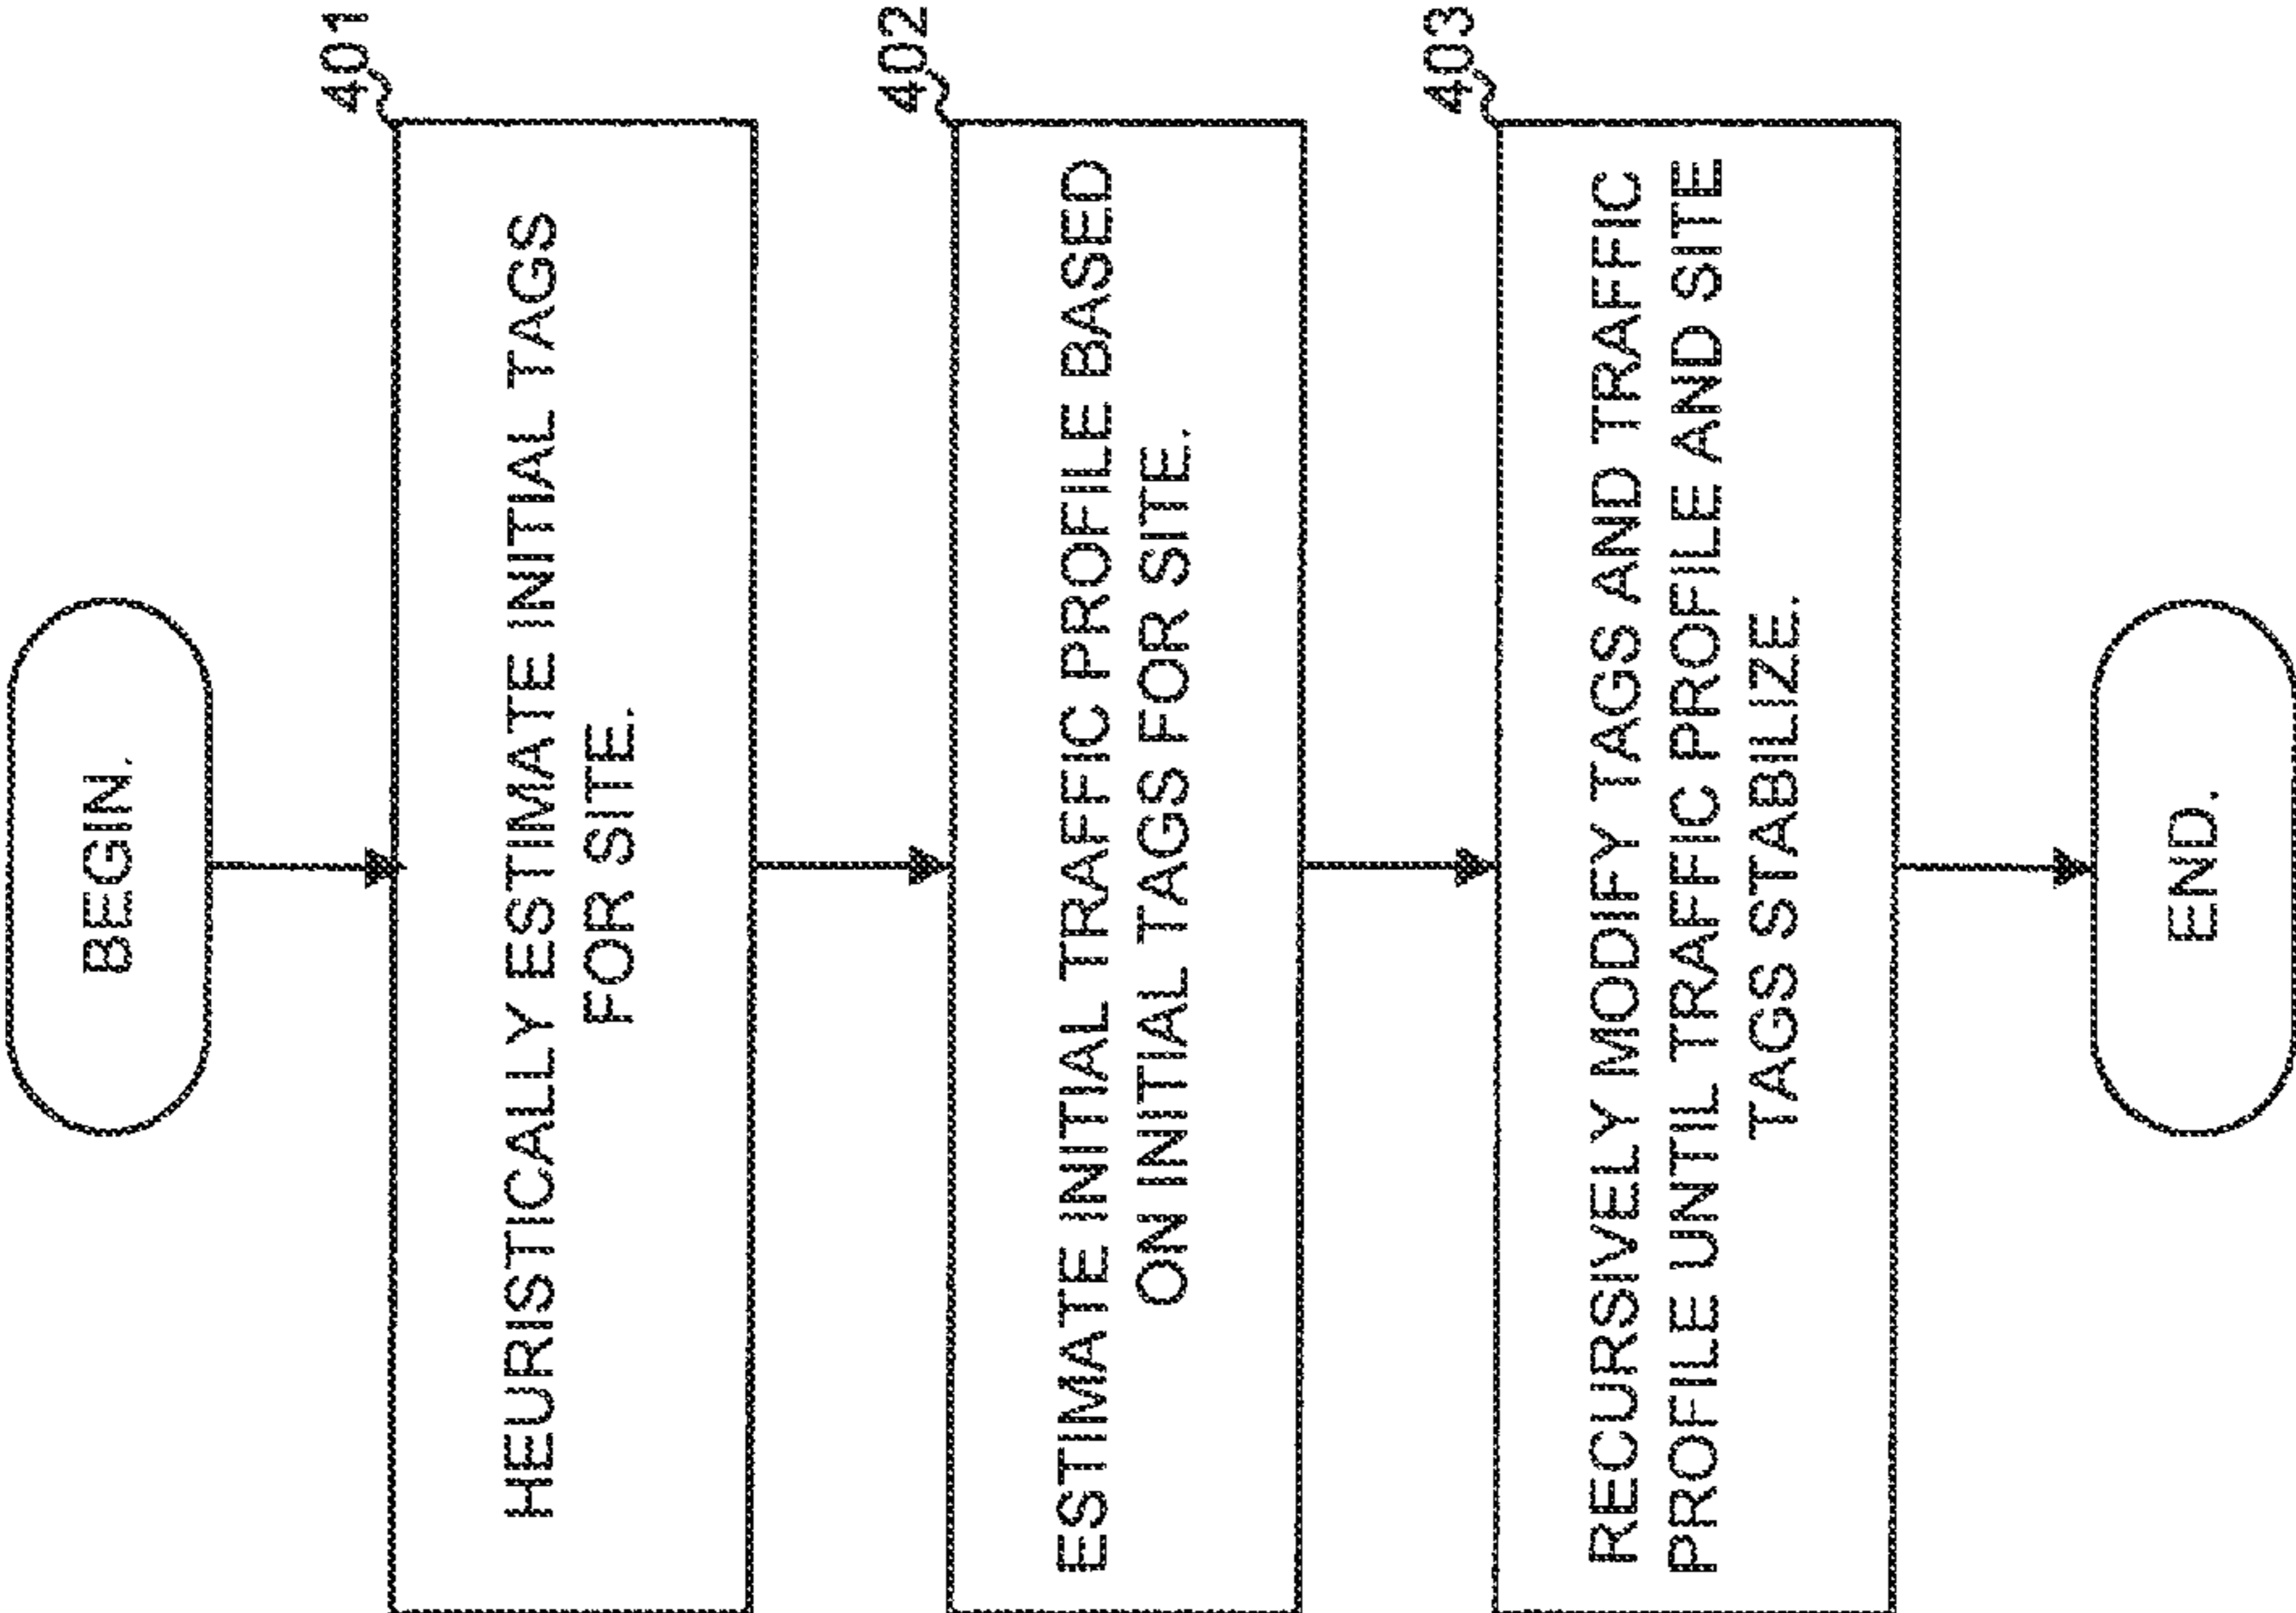 BEGIN.
401
HEURISTICALLY ESTIMATE INITIAL TAGS
FOR SITE.
402
ESTIMATE INITIAL TRAFFIC PROFILE BASED
ON INITIAL TAGS FOR SITE.
403
RECURSIVELY MODIFY TAGS AND TRAFFIC
PROFILE UNTIL TRAFFIC PROFILE AND SITE
TAGS STABILIZE.
END.